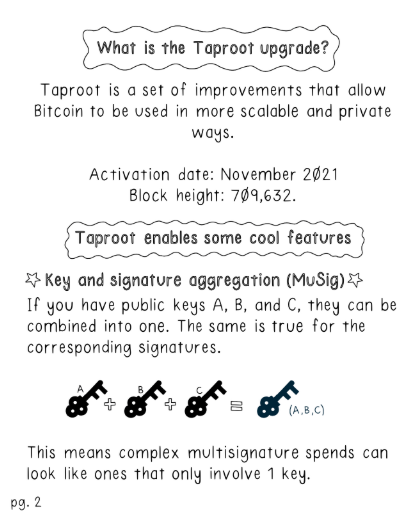 What is the Taproot upgrade?
Taproot is a set of improvements that allow
Bitcoin to be used in more scalable and private
ways.
Activation date: November 2021
Block height: 709,632.
Taproot enables some cool features
Key and signature aggregation (MuSig)
If you have public keys A, B, and C, they can be
combined into one. The same is true for the
corresponding signatures.
A + B + C = (A,B,C)
This means complex multisignature spends can
look like ones that only involve 1 key.
pg. 2